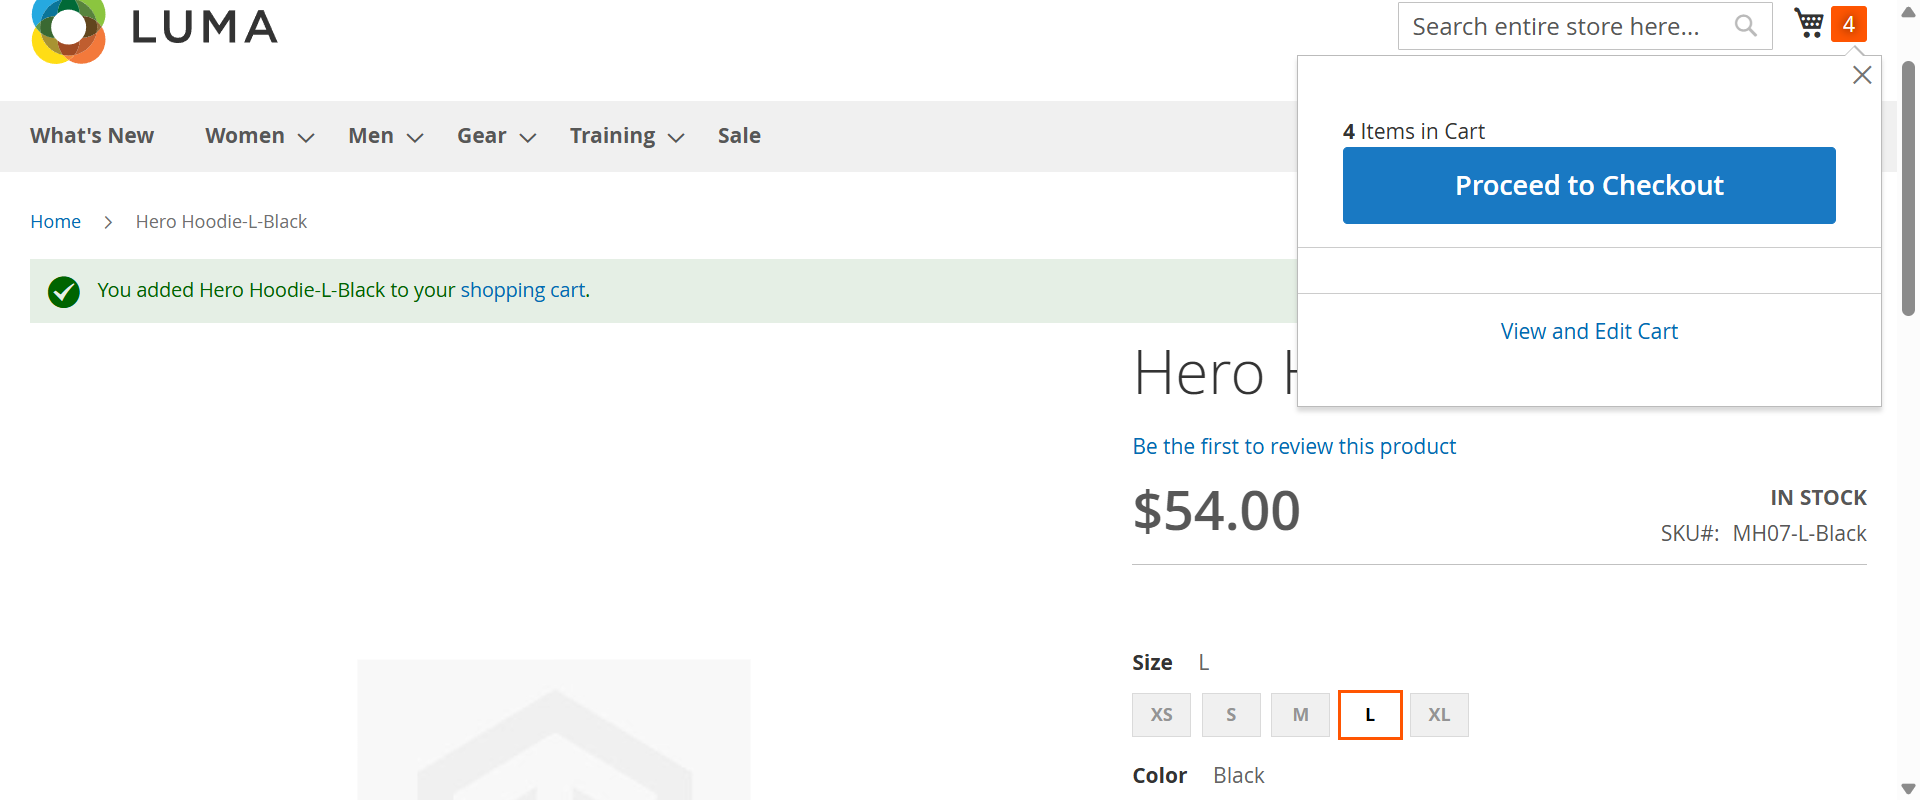 LUMA
Search entire store here...
4
What's New
Women
Men
Gear
Training
Sale
4 Items in Cart
Proceed to Checkout
View and Edit Cart
Home
Hero Hoodie-L-Black
You added Hero Hoodie-L-Black to your shopping cart.
Hero
Be the first to review this product
$54.00
IN STOCK
SKU#: MH07-L-Black
Size L
XS
S
M
L
XL
Color Black